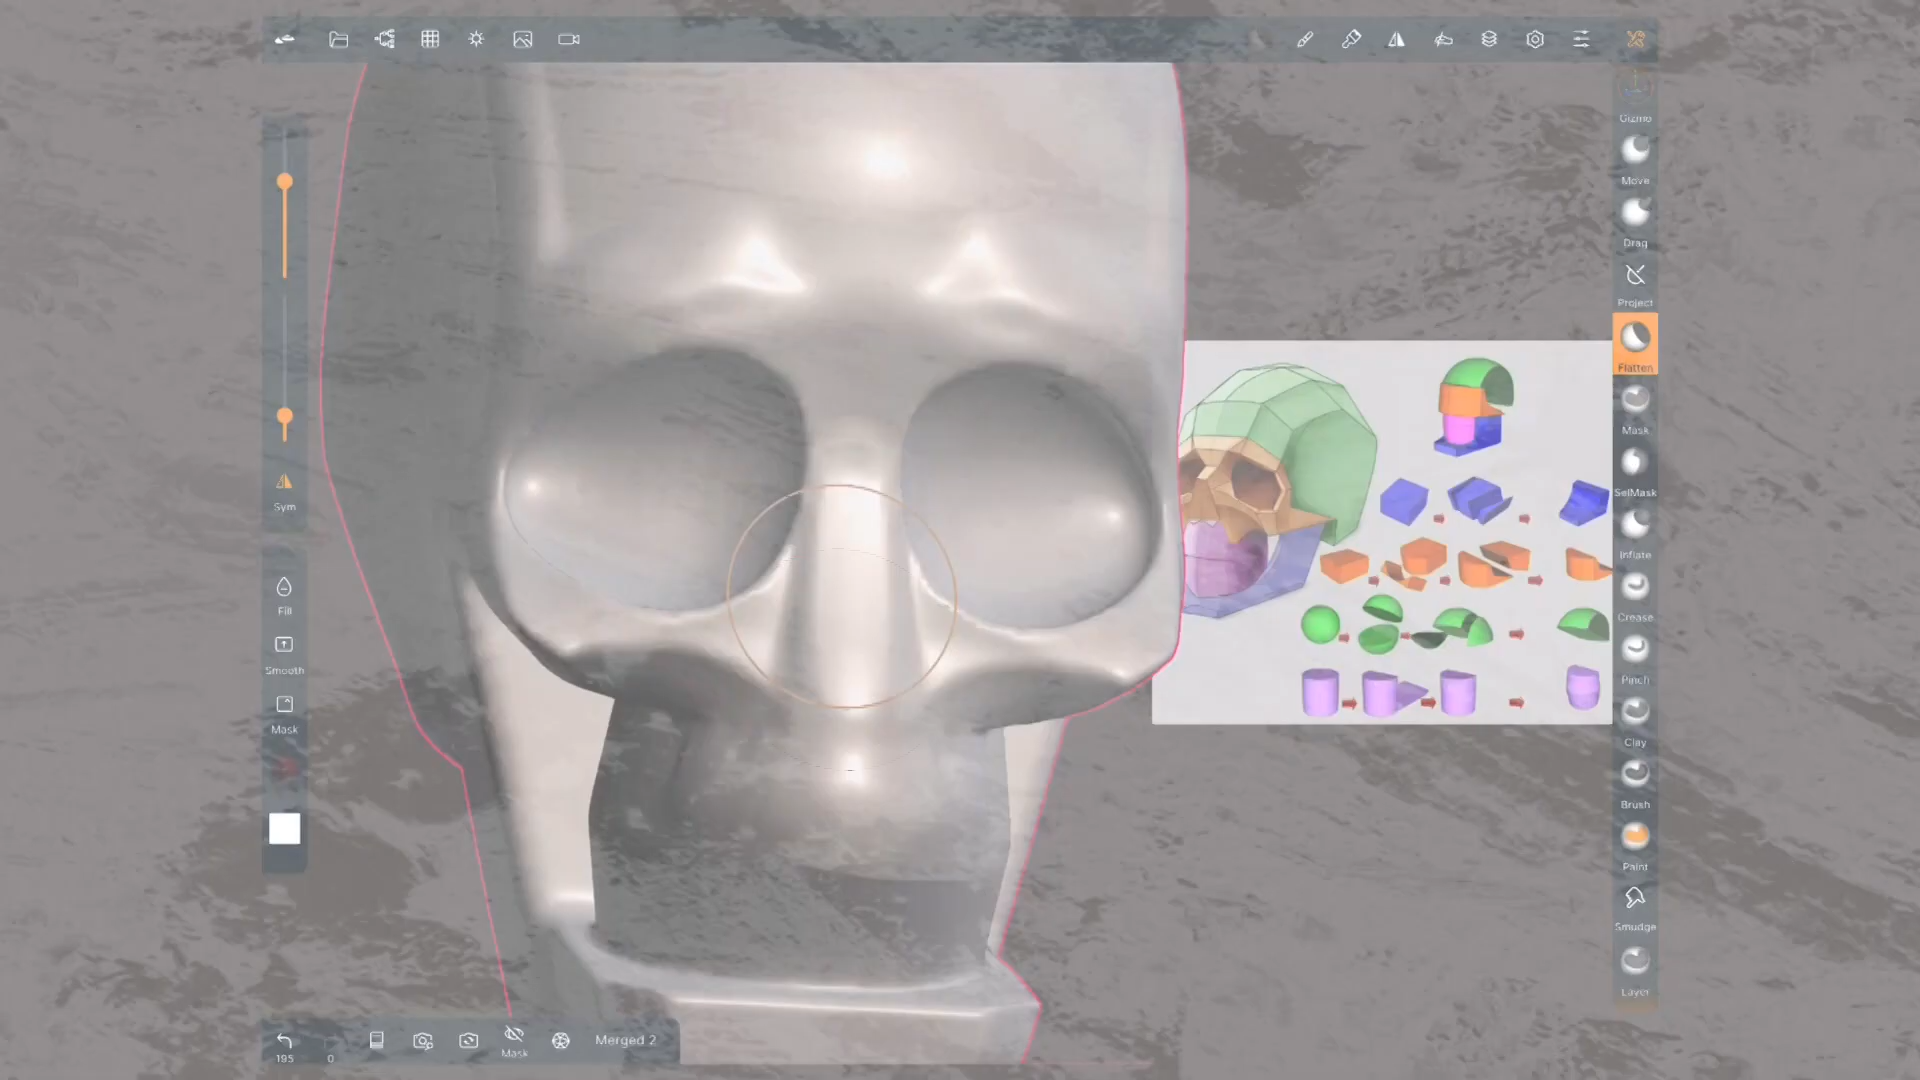 Gizmo
Move
Drag
Project
Flatten
Mask
SelMask
Inflate
Crease
Pinch
Clay
Brush
Paint
Smudge
Layer
Sym
Fill
Smooth
Mask
195
0
Mask
Merged 2